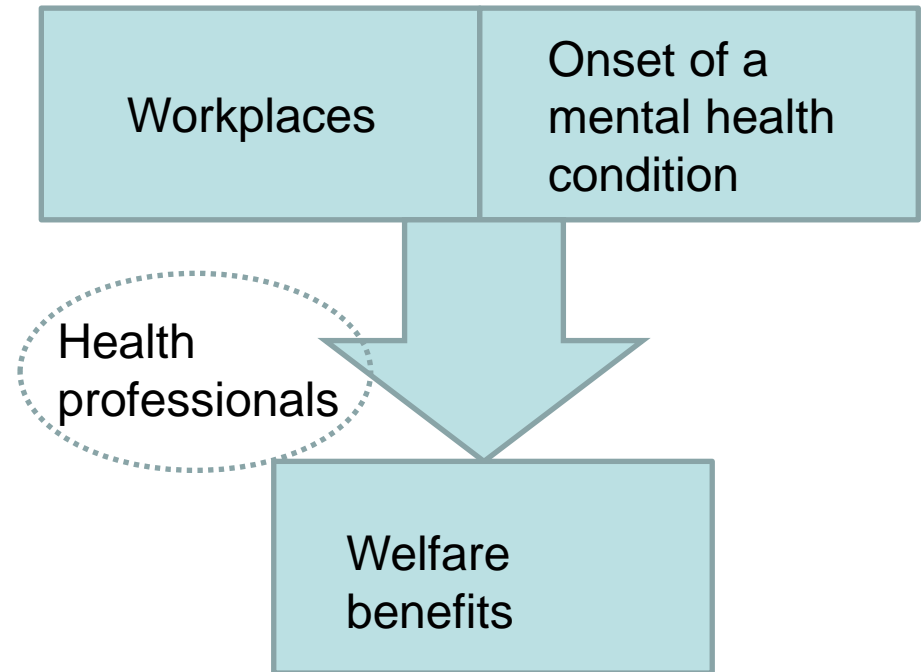 Workplaces
Onset of a
mental health
condition
Health
professionals
Welfare
benefits